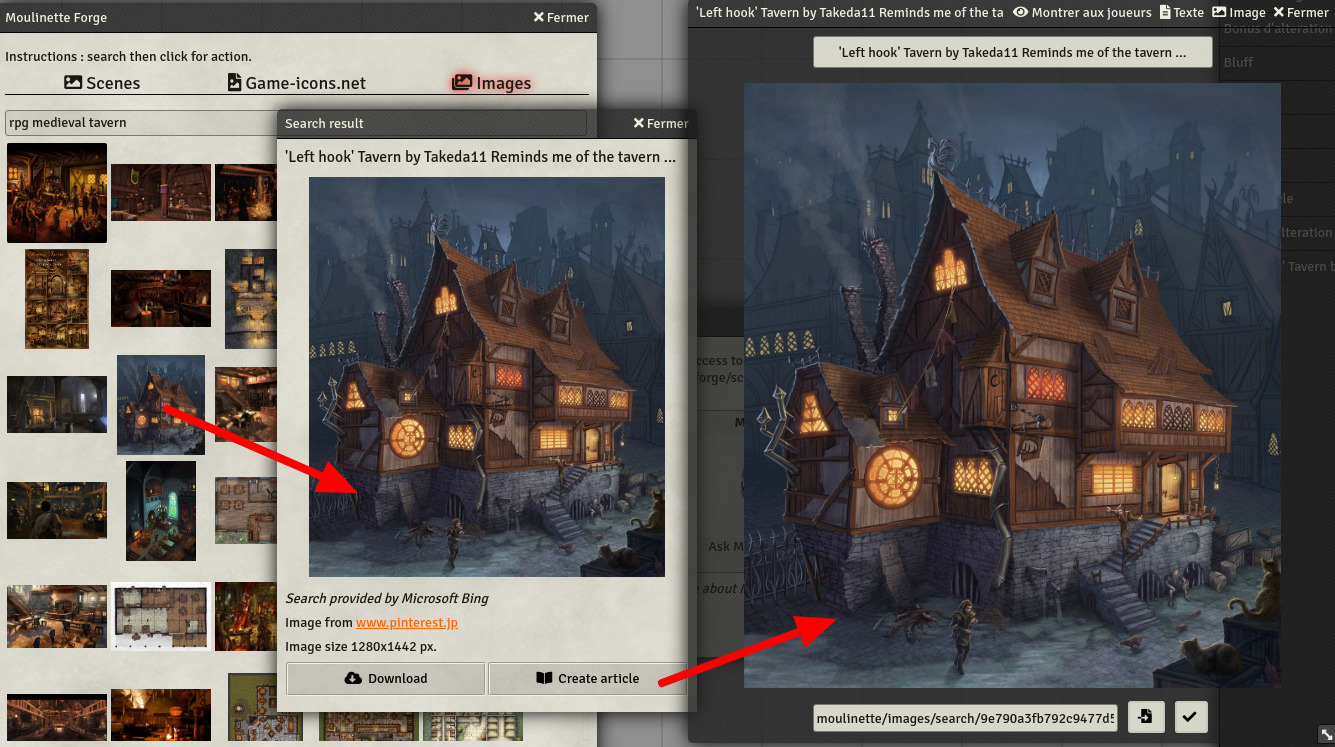 Moulinette Forge
Fermer
Instructions : search then click for action.
Scenes
Game-icons.net
Images
rpg medieval tavern
Search result
Fermer
'Left hook' Tavern by Takeda11 Reminds me of the tavern ...
Search provided by Microsoft Bing
Image from www.pinterest.jp
Image size 1280x1442 px.
Download
Create article
'Left hook' Tavern by Takeda11 Reminds me of the ta
Montrer aux joueurs
Texte
Image
Fermer
'Left hook' Tavern by Takeda11 Reminds me of the tavern ...
Bonus d'alteration
Bluff
lteration
' Tavern b
ccess to
forge/sc
Ask M
about
moulinette/images/search/9e790a3fb792c9477d5